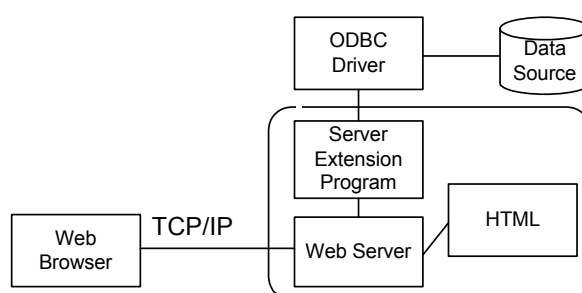 ODBC
Driver
Data
Source
Server
Extension
Program
HTML
TCP/IP
Web
Browser
Web Server